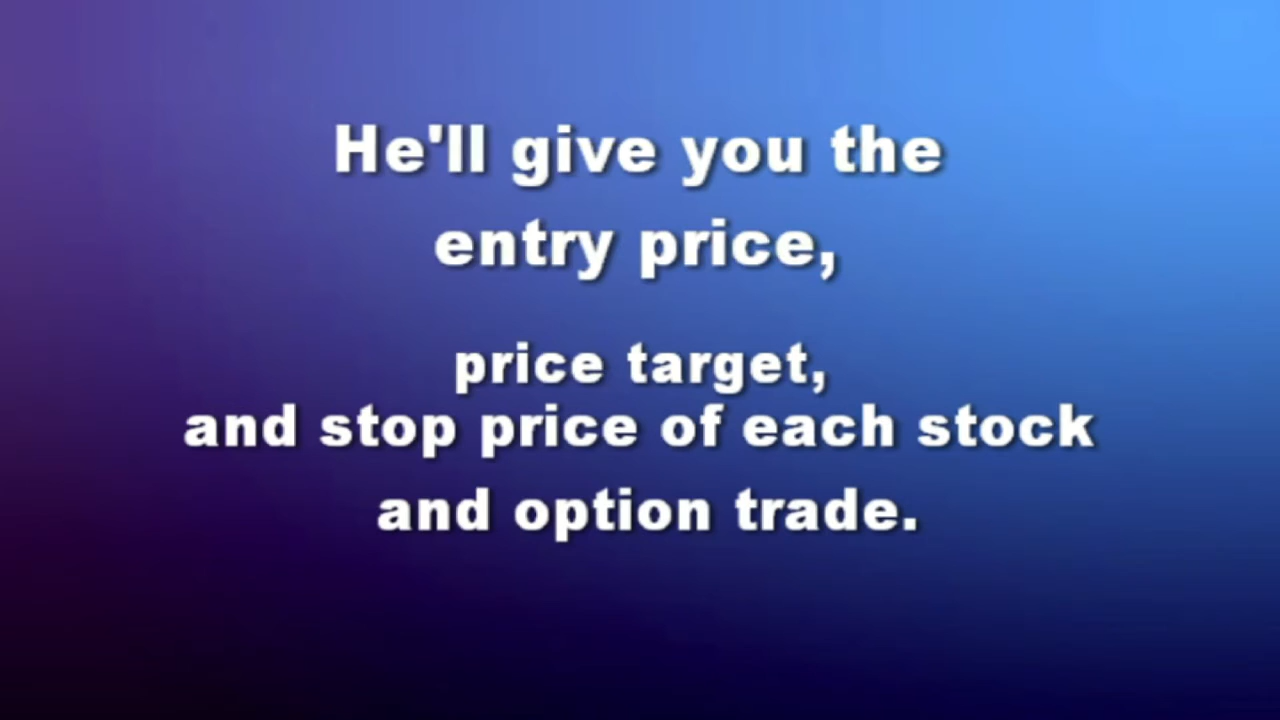 He'll give you the
entry price,
price target,
and stop price of each stock
and option trade.